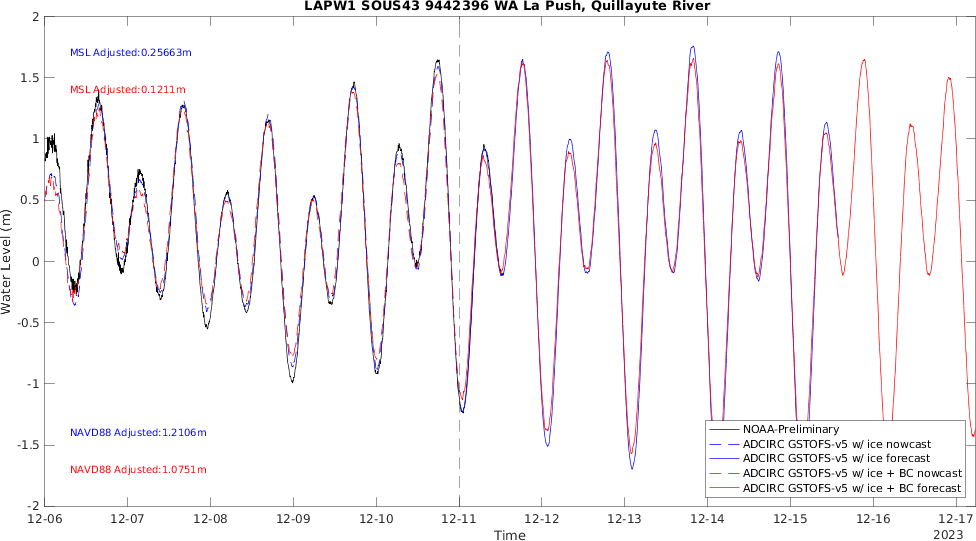 LAPW1 SOUS43 9442396 WA La Push, Quillayute River
2
1.5
1
0.5
0
-0.5
-1
-1.5
-2
Water Level (m)
MSL Adjusted:0.25663m
MSL Adjusted:0.1211m
NAVD88 Adjusted:1.2106m
NAVD88 Adjusted:1.0751m
NOAA-Preliminary
ADCIRC GSTOFS-v5 w/ ice nowcast
ADCIRC GSTOFS-v5 w/ ice forecast
ADCIRC GSTOFS-v5 w/ ice + BC nowcast
ADCIRC GSTOFS-v5 w/ ice + BC forecast
12-06 12-07 12-08 12-09 12-10 12-11 12-12 12-13 12-14 12-15 12-16 12-17
Time
2023